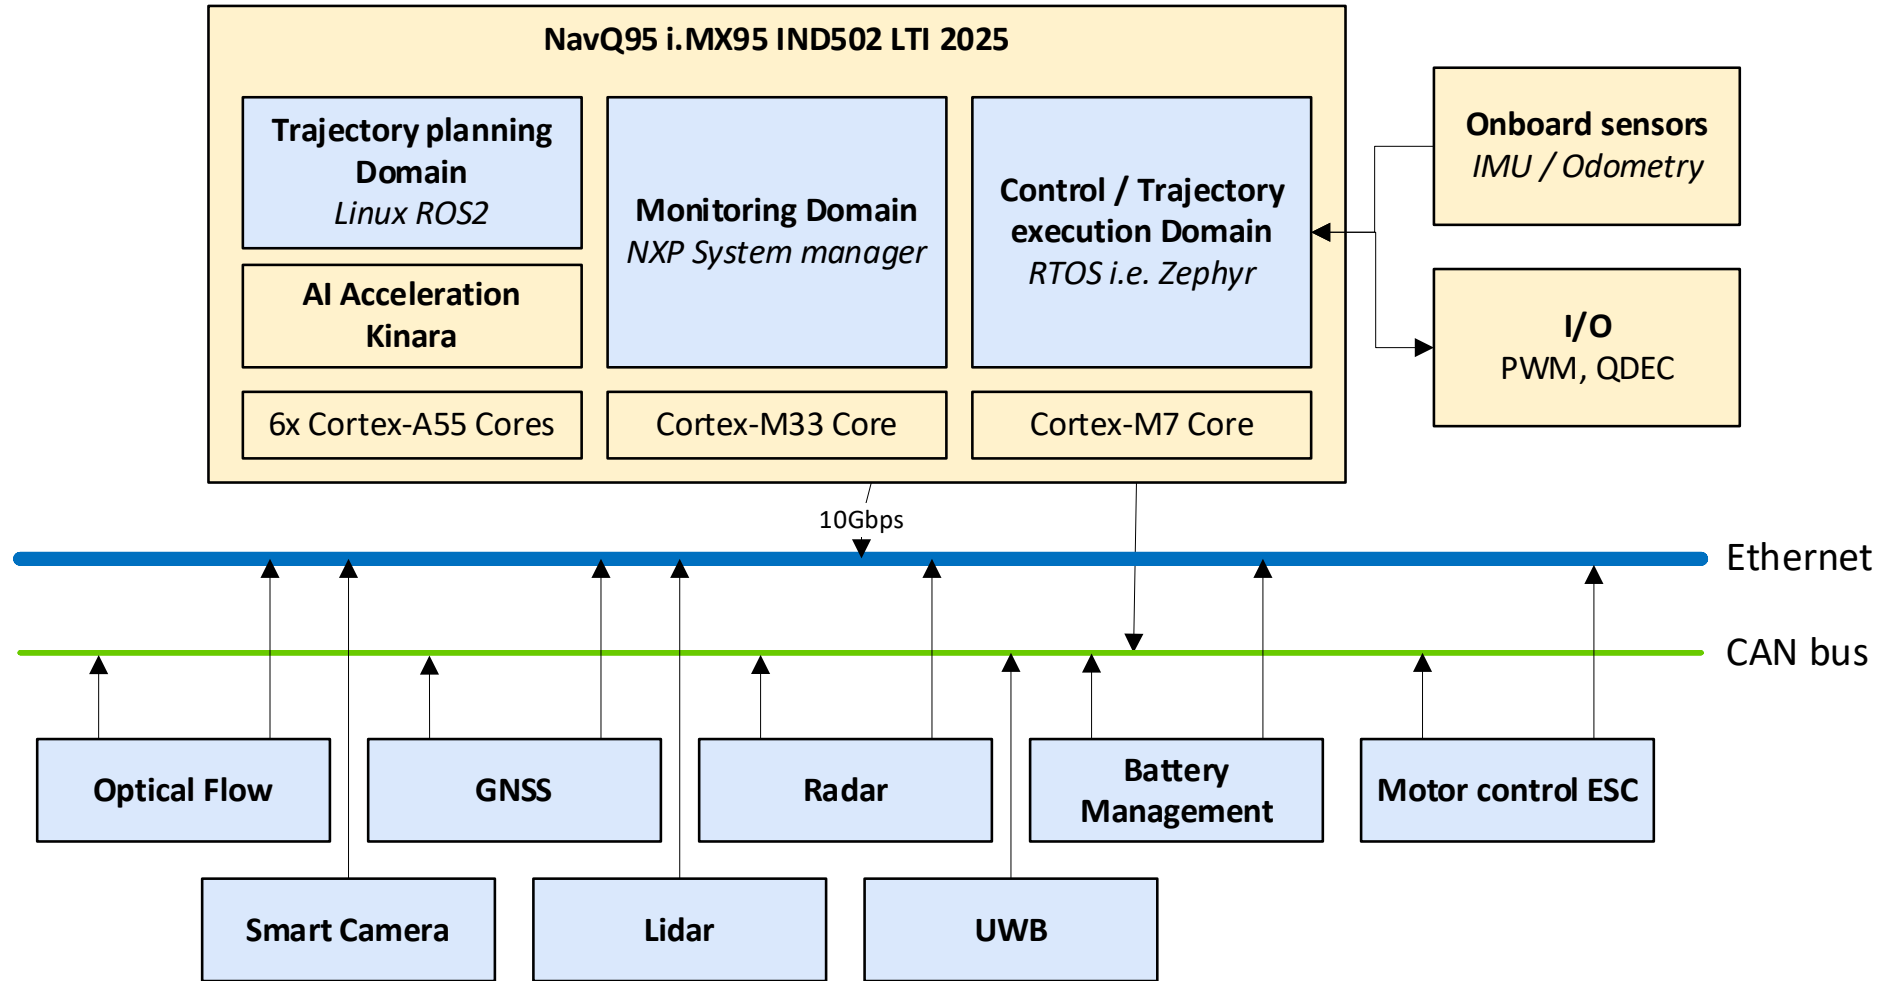 NavQ95 i.MX95 IND502 LTI 2025
Trajectory planning
Domain
Linux ROS2
AI Acceleration
Kinara
6x Cortex-A55 Cores
Monitoring Domain
NXP System manager
Cortex-M33 Core
Control / Trajectory
execution Domain
RTOS i.e. Zephyr
Cortex-M7 Core
Onboard sensors
IMU / Odometry
I/O
PWM, QDEC
10Gbps
Ethernet
CAN bus
Optical Flow
GNSS
Radar
Battery
Management
Motor control ESC
Smart Camera
Lidar
UWB